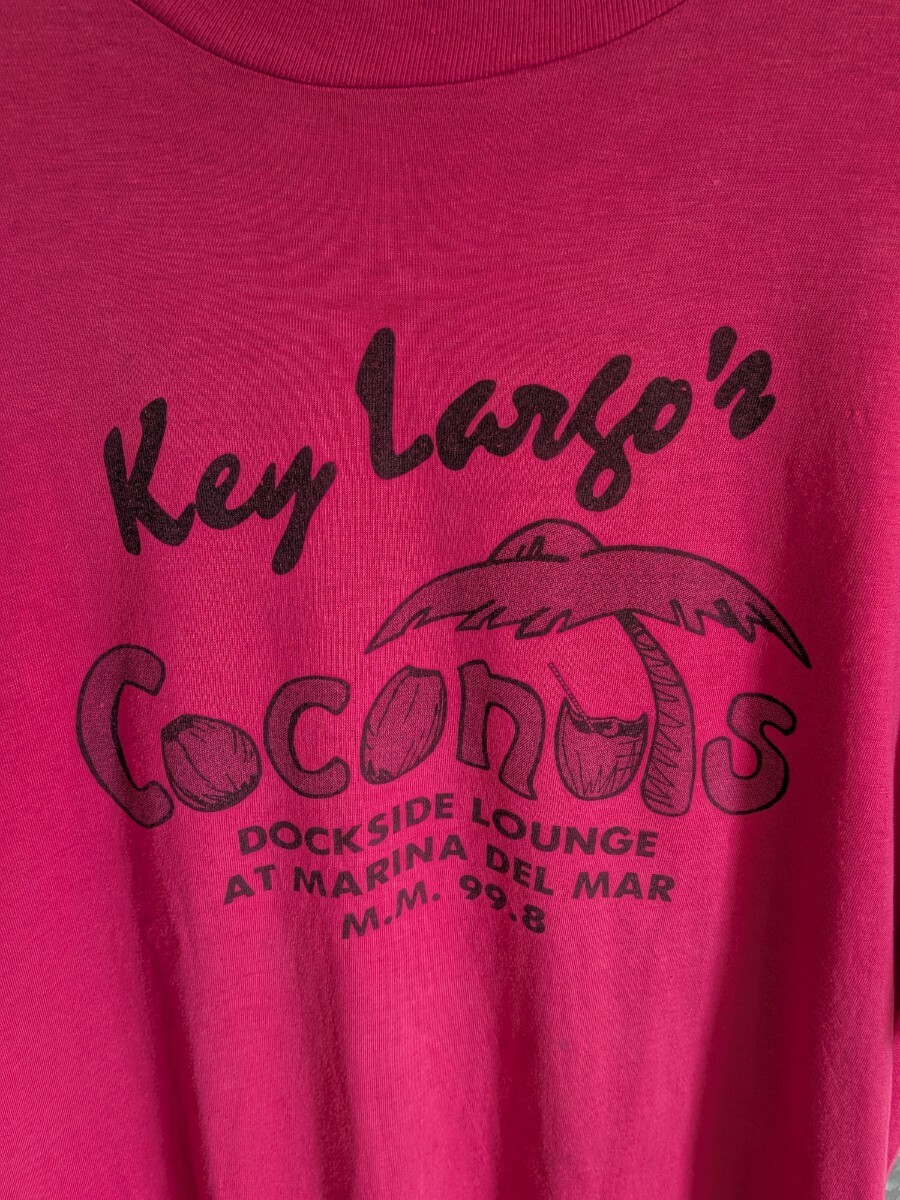 Key Largo's
Coconuts
DOCKSIDE LOUNGE
AT MARINA DEL MAR
M.M. 99.8